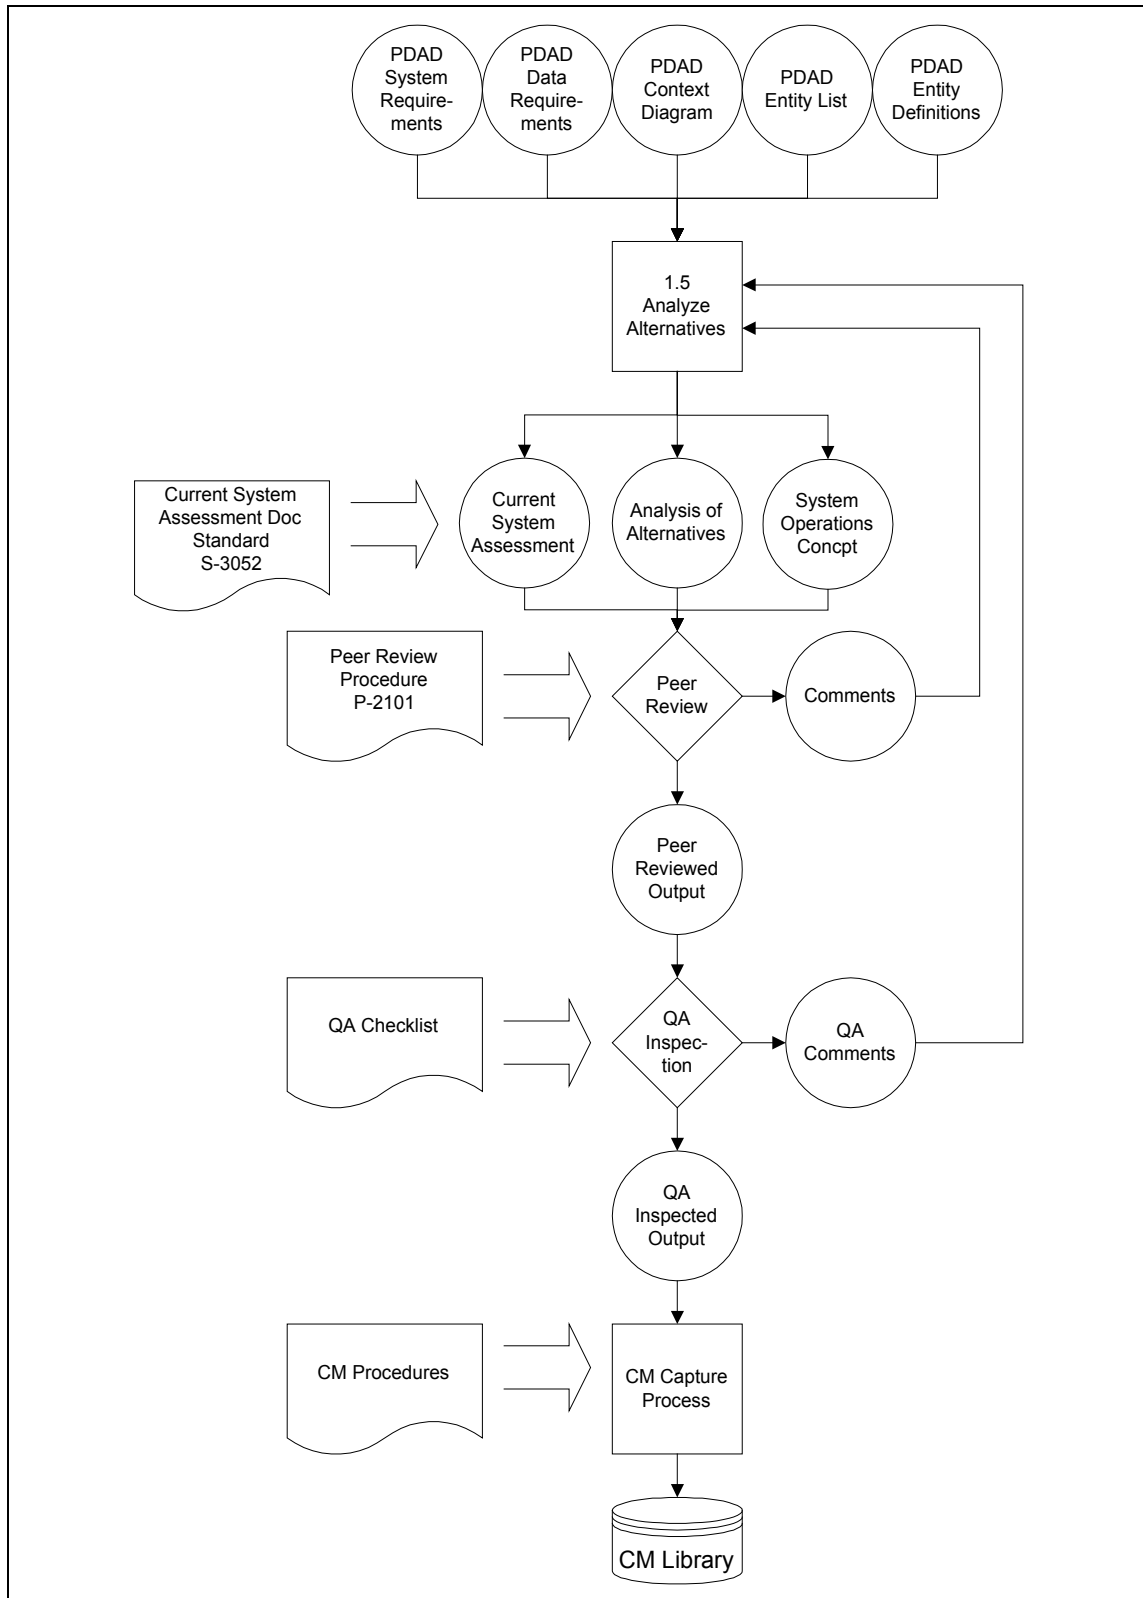 PDAD
System
Require-
ments
PDAD
Data
Require-
ments
PDAD
Context
Diagram
PDAD
Entity List
PDAD
Entity
Definitions
1.5
Analyze
Alternatives
Current System
Assessment Doc
Standard
S-3052
Current
System
Assessment
Analysis of
Alternatives
System
Operations
Concpt
Peer Review
Procedure
P-2101
Peer
Review
Comments
Peer
Reviewed
Output
QA Checklist
QA
Inspec-
tion
QA
Comments
QA
Inspected
Output
CM Procedures
CM Capture
Process
CM Library